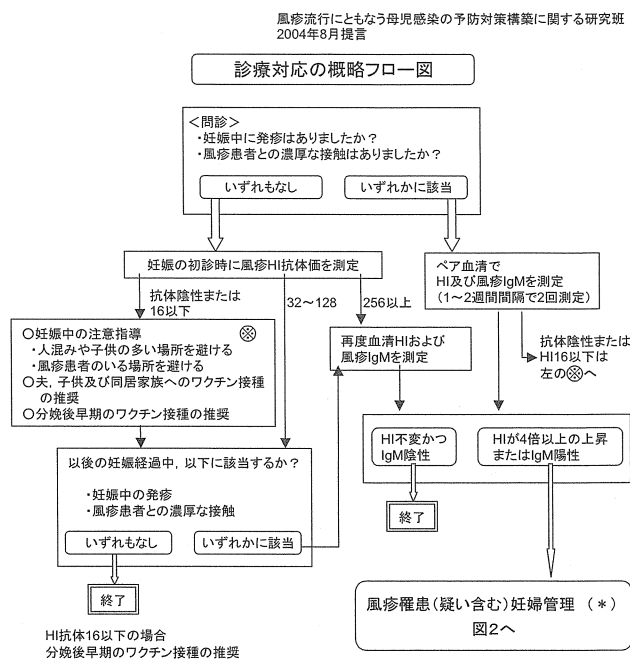 風疹流行にともなう母児感染の予防対策構築に関する研究班
2004年8月提言
診療対応の概略フロー図
＜問診＞
・妊娠中に発疹はありましたか？
・風疹患者との濃厚な接触はありましたか？
いずれもなし
いずれかに該当
妊娠の初診時に風疹HI抗体価を測定
ペア血清で
HI及び風疹IgMを測定
(1～2週間間隔で2回測定)
抗体陰性または
16以下
32～128
256以上
〇妊娠中の注意指導 ※
・人混みや子供の多い場所を避ける
・風疹患者のいる場所を避ける
〇夫，子供及び同居家族へのワクチン接種
の推奨
〇分娩後早期のワクチン接種の推奨
再度血清HIおよび
風疹IgMを測定
抗体陰性または
HI16以下は
左の※へ
以後の妊娠経過中，以下に該当するか？
・妊娠中の発疹
・風疹患者との濃厚な接触
いずれもなし
いずれかに該当
HI不変かつ
IgM陰性
HIが4倍以上の上昇
またはIgM陽性
終了
終了
HI抗体16以下の場合
分娩後早期のワクチン接種の推奨
風疹罹患(疑い含む)妊婦管理 (＊)
図2へ